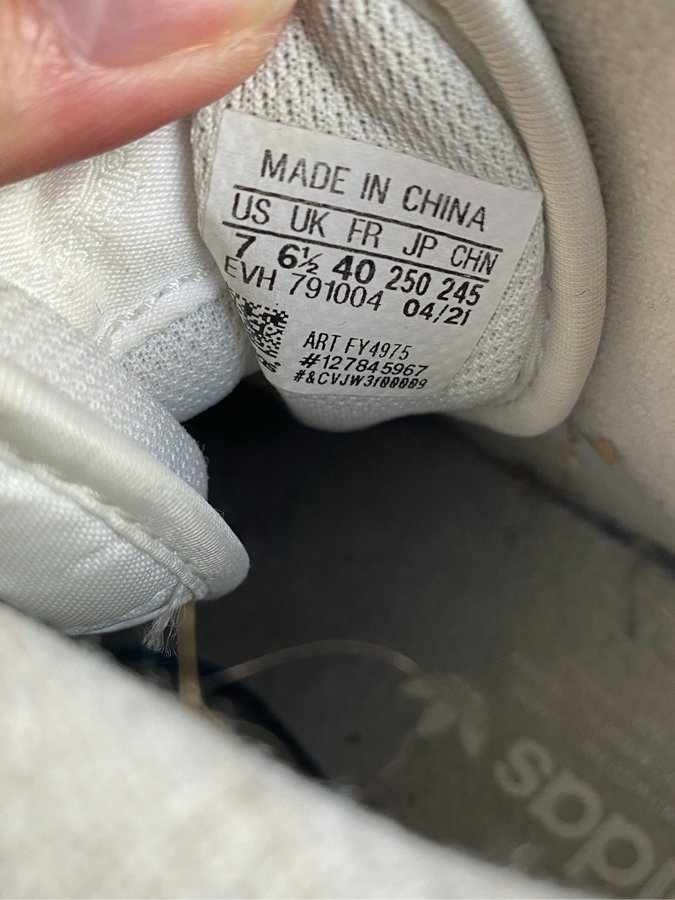 MADE IN CHINA
US UK FR JP CHN
7 6½ 40 250 245
EVH 791004 04/21
ART FY4975
#127845967
#&CVJW3f00009
adidas